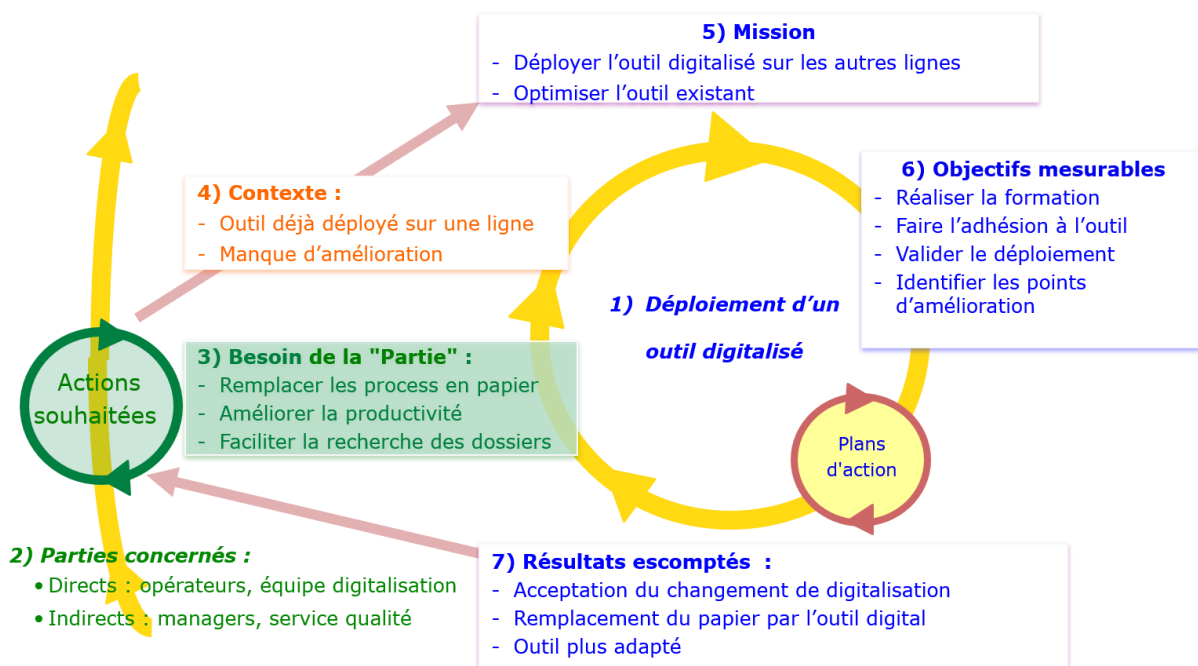 5) Mission
- Déployer l’outil digitalisé sur les autres lignes
- Optimiser l’outil existant
6) Objectifs mesurables
- Réaliser la formation
- Faire l’adhésion à l’outil
- Valider le déploiement
- Identifier les points
d’amélioration
4) Contexte :
- Outil déjà déployé sur une ligne
- Manque d’amélioration
1) Déploiement d’un
outil digitalisé
3) Besoin de la "Partie" :
- Remplacer les process en papier
- Améliorer la productivité
- Faciliter la recherche des dossiers
Actions
souhaitées
Plans
d'action
2) Parties concernés :
• Directs : opérateurs, équipe digitalisation
• Indirects : managers, service qualité
7) Résultats escomptés :
- Acceptation du changement de digitalisation
- Remplacement du papier par l’outil digital
- Outil plus adapté